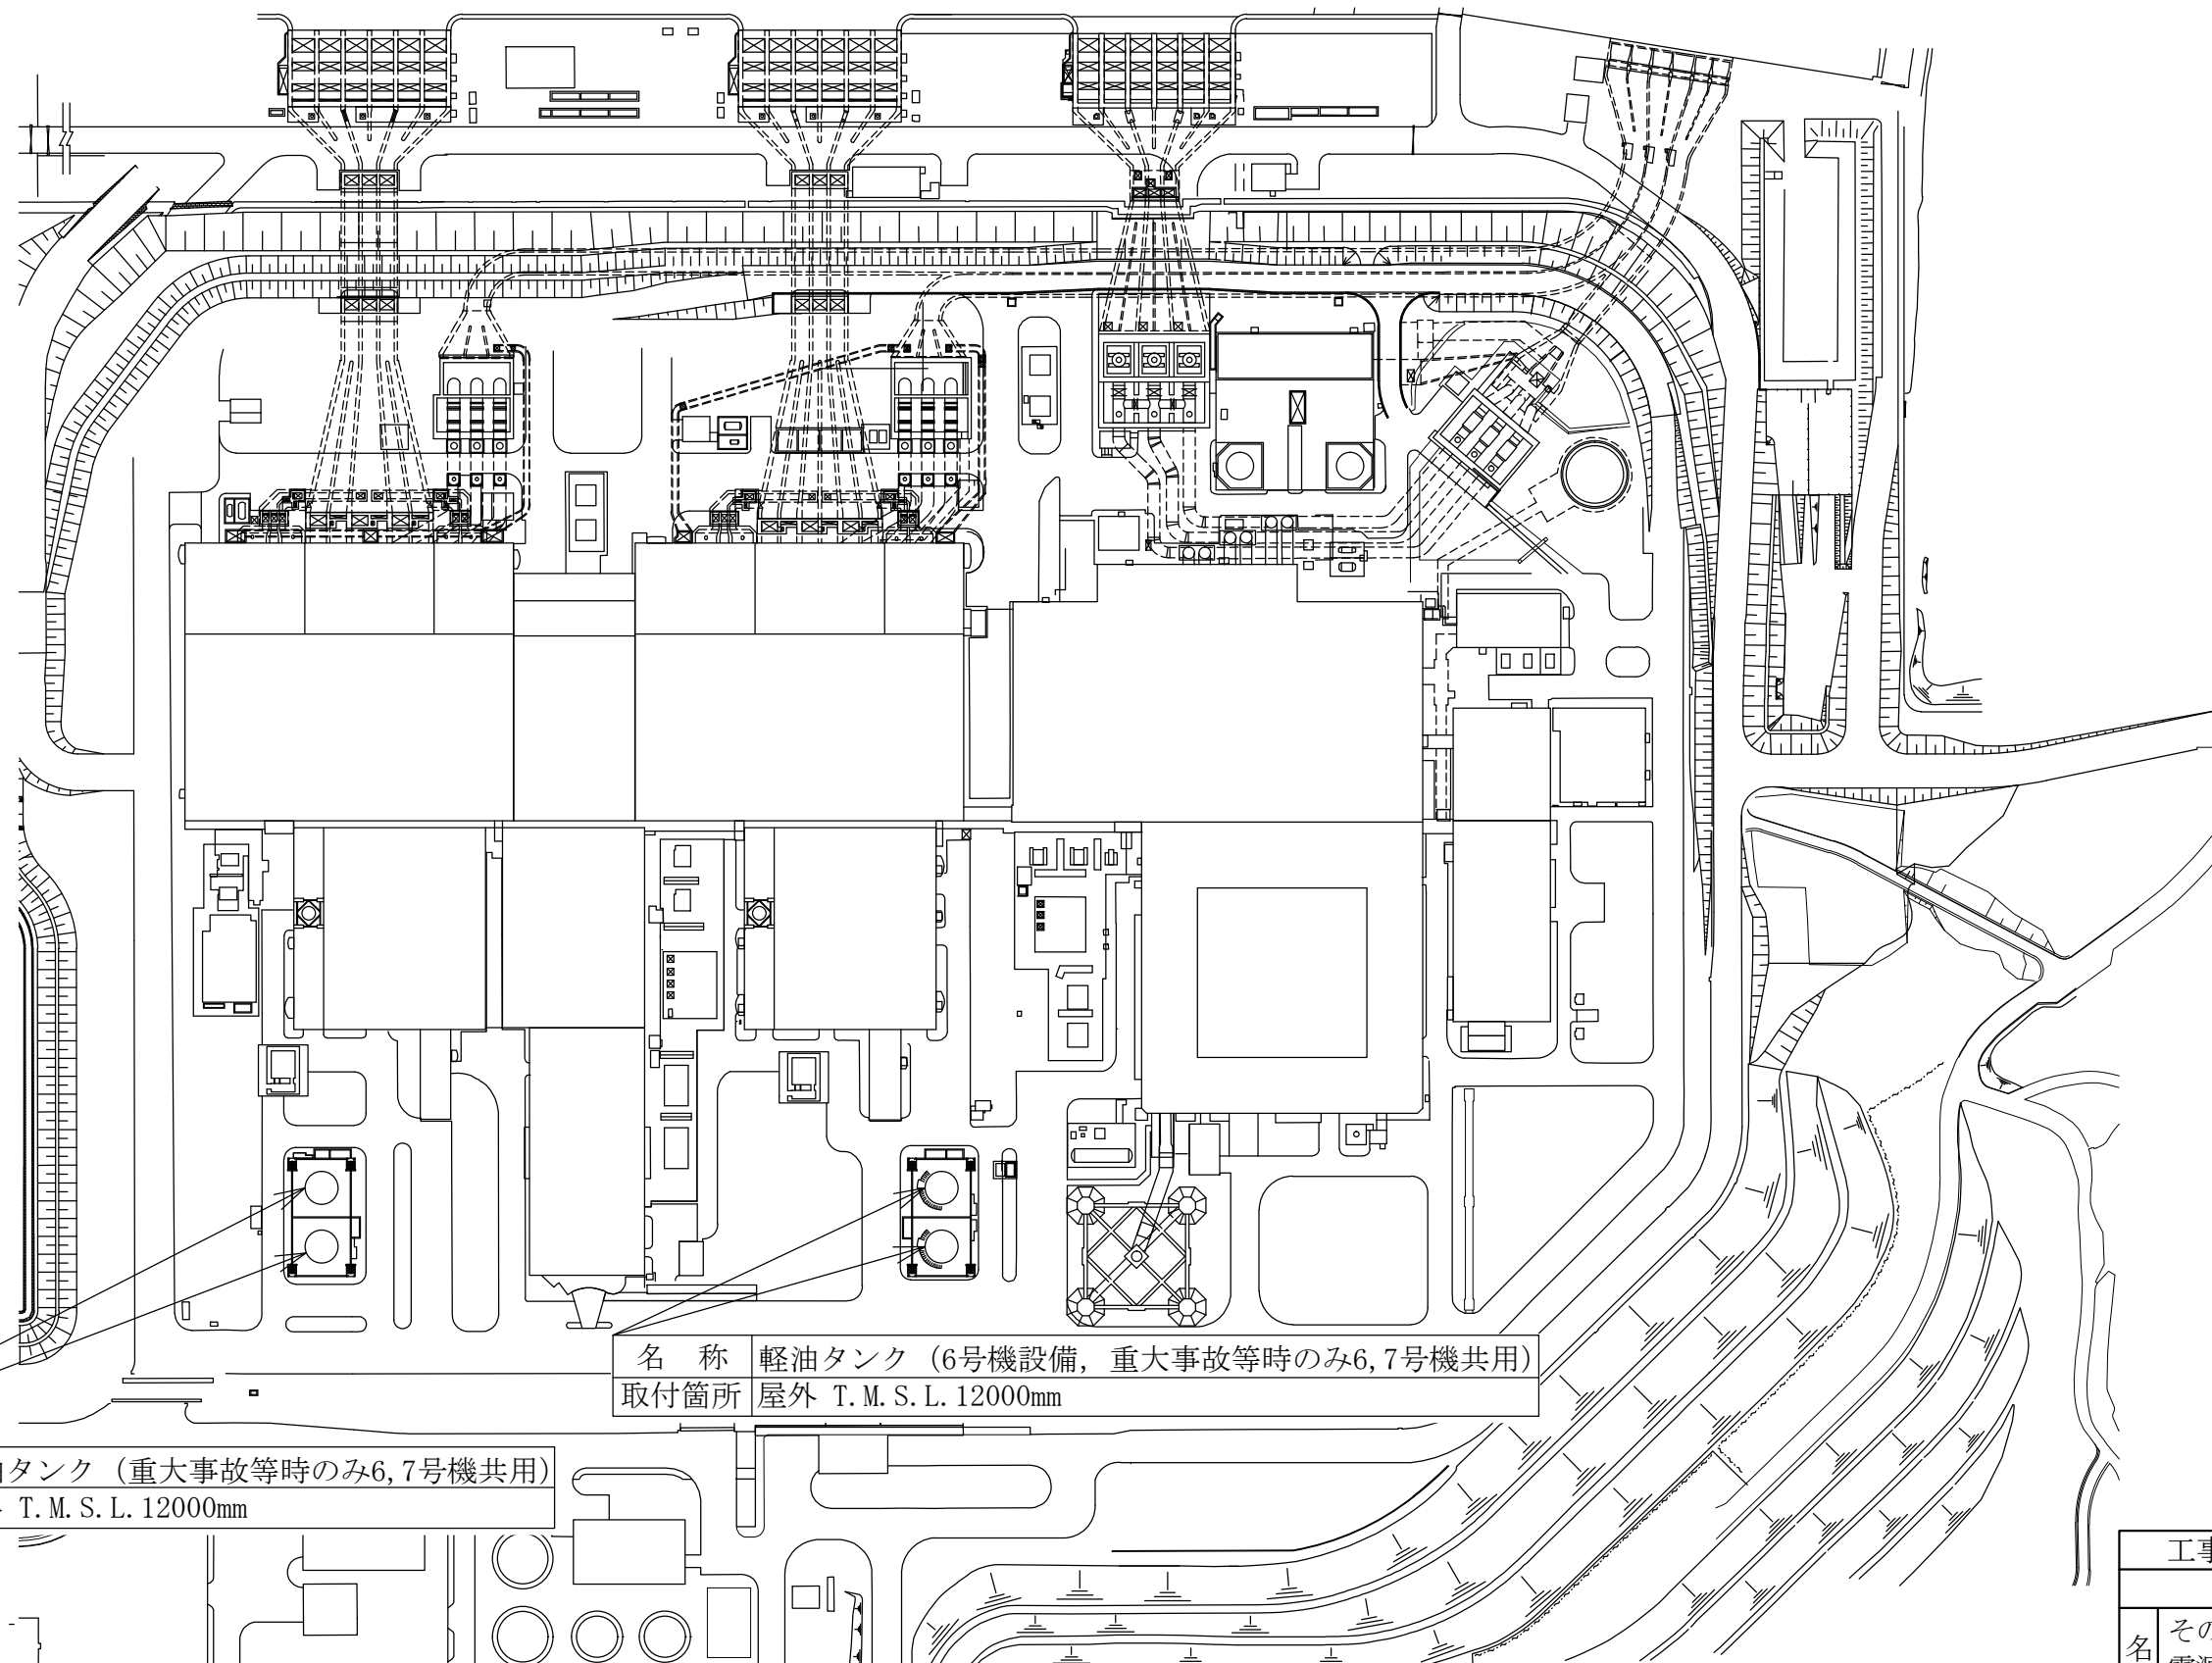 名　称 軽油タンク（6号機設備，重大事故等時のみ6,7号機共用）
取付箇所 屋外 T.M.S.L.12000mm
タンク（重大事故等時のみ6,7号機共用）
T.M.S.L.12000mm
工事
名
その